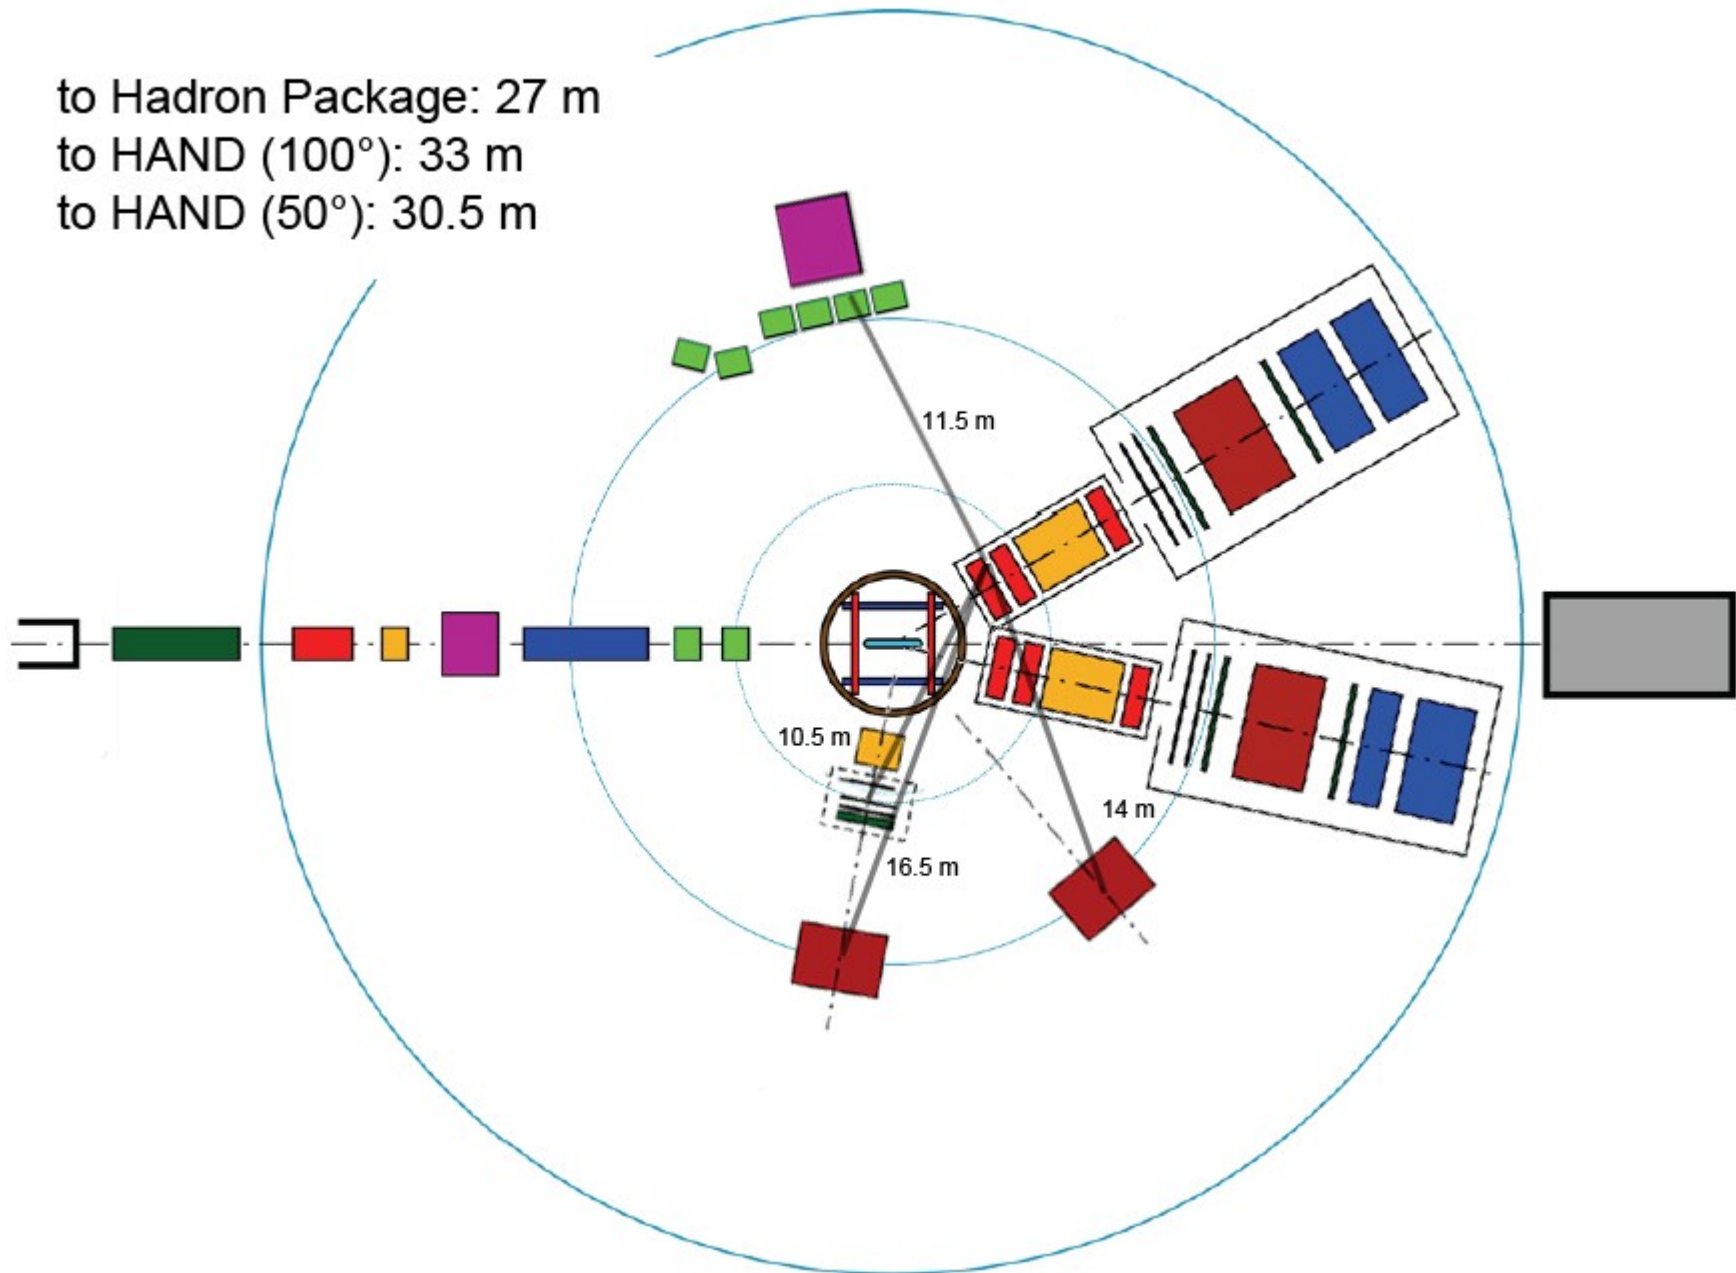 to Hadron Package: 27 m
to HAND (100°): 33 m
to HAND (50°): 30.5 m
11.5 m
10.5 m
14 m
16.5 m